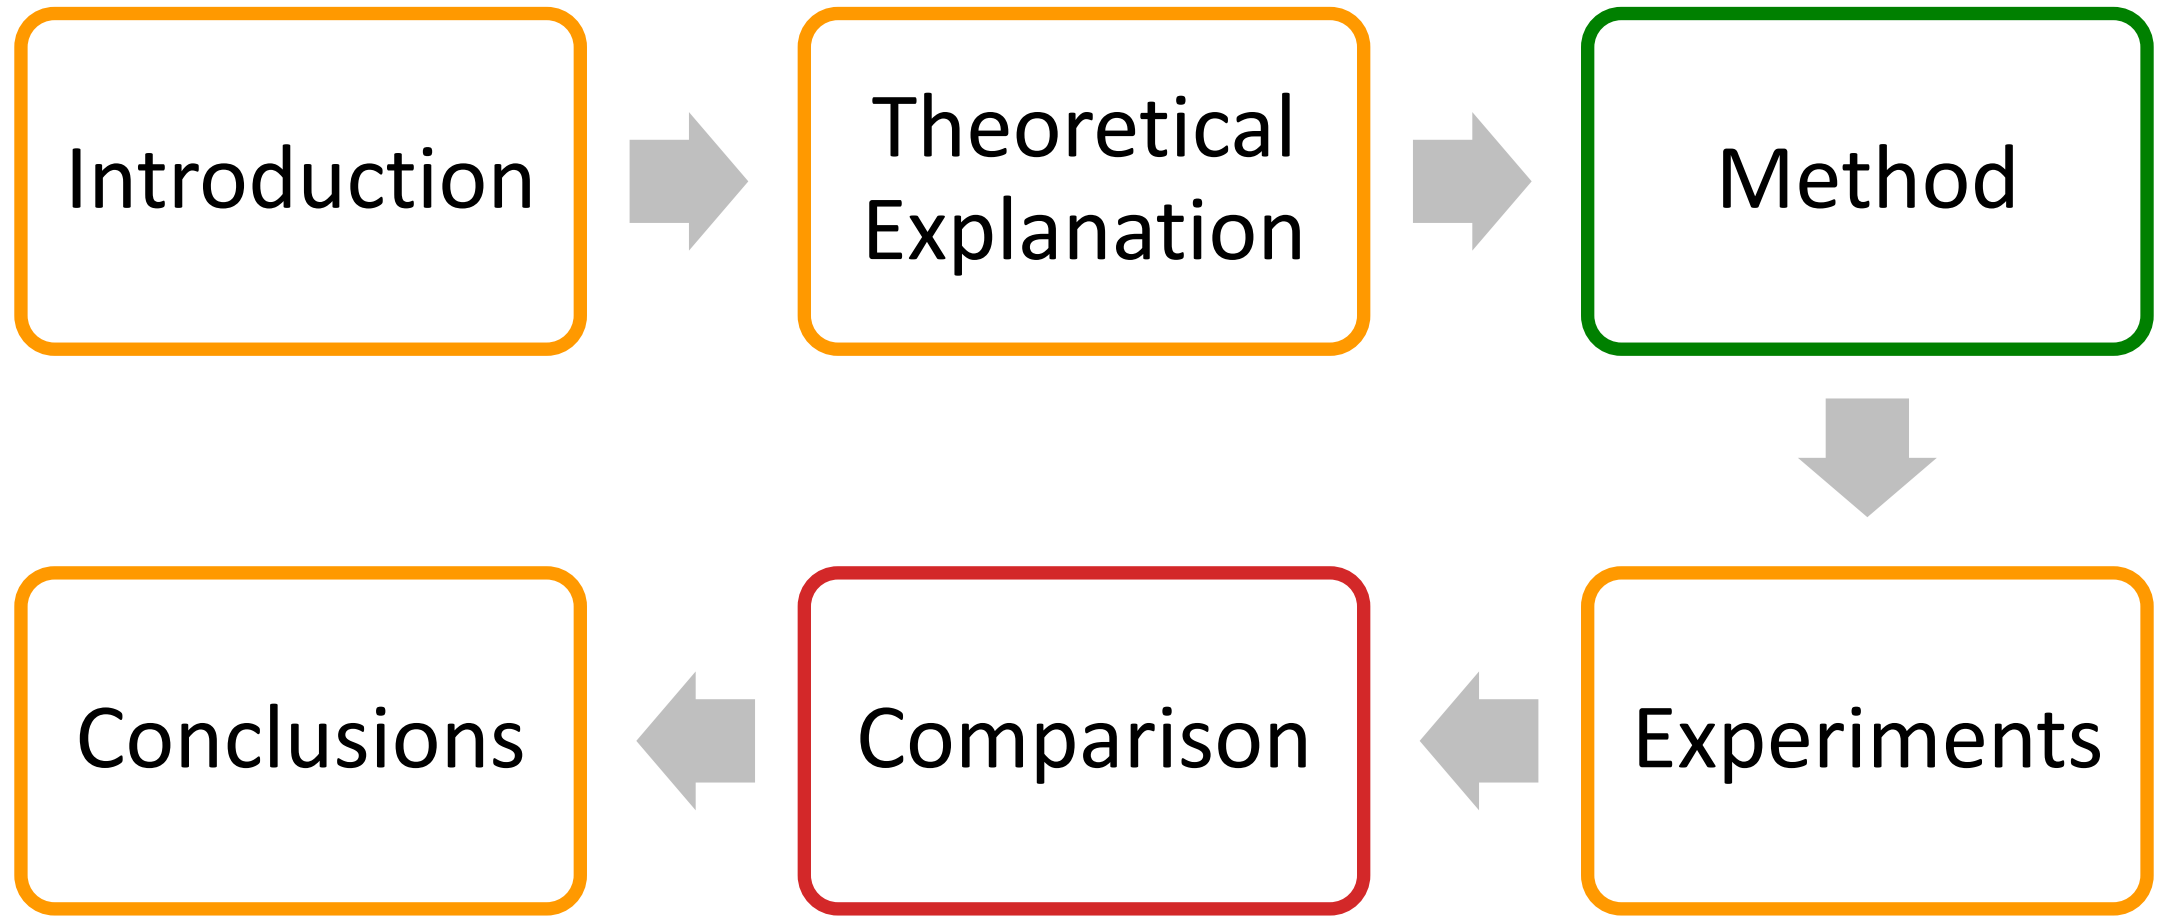 Introduction
Theoretical
Explanation
Method
Experiments
Comparison
Conclusions